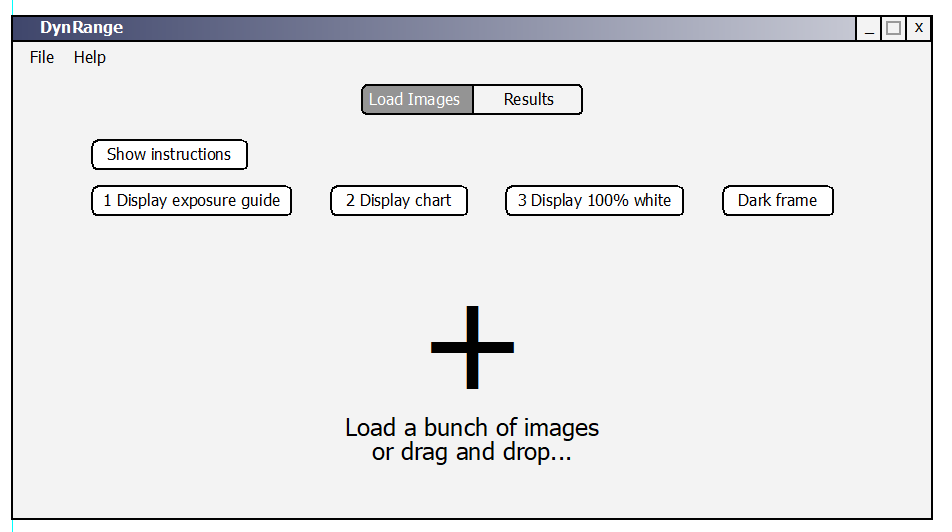 DynRange
_ x
File Help
Load Images Results
Show instructions
1 Display exposure guide 2 Display chart 3 Display 100% white Dark frame
Load a bunch of images
or drag and drop...